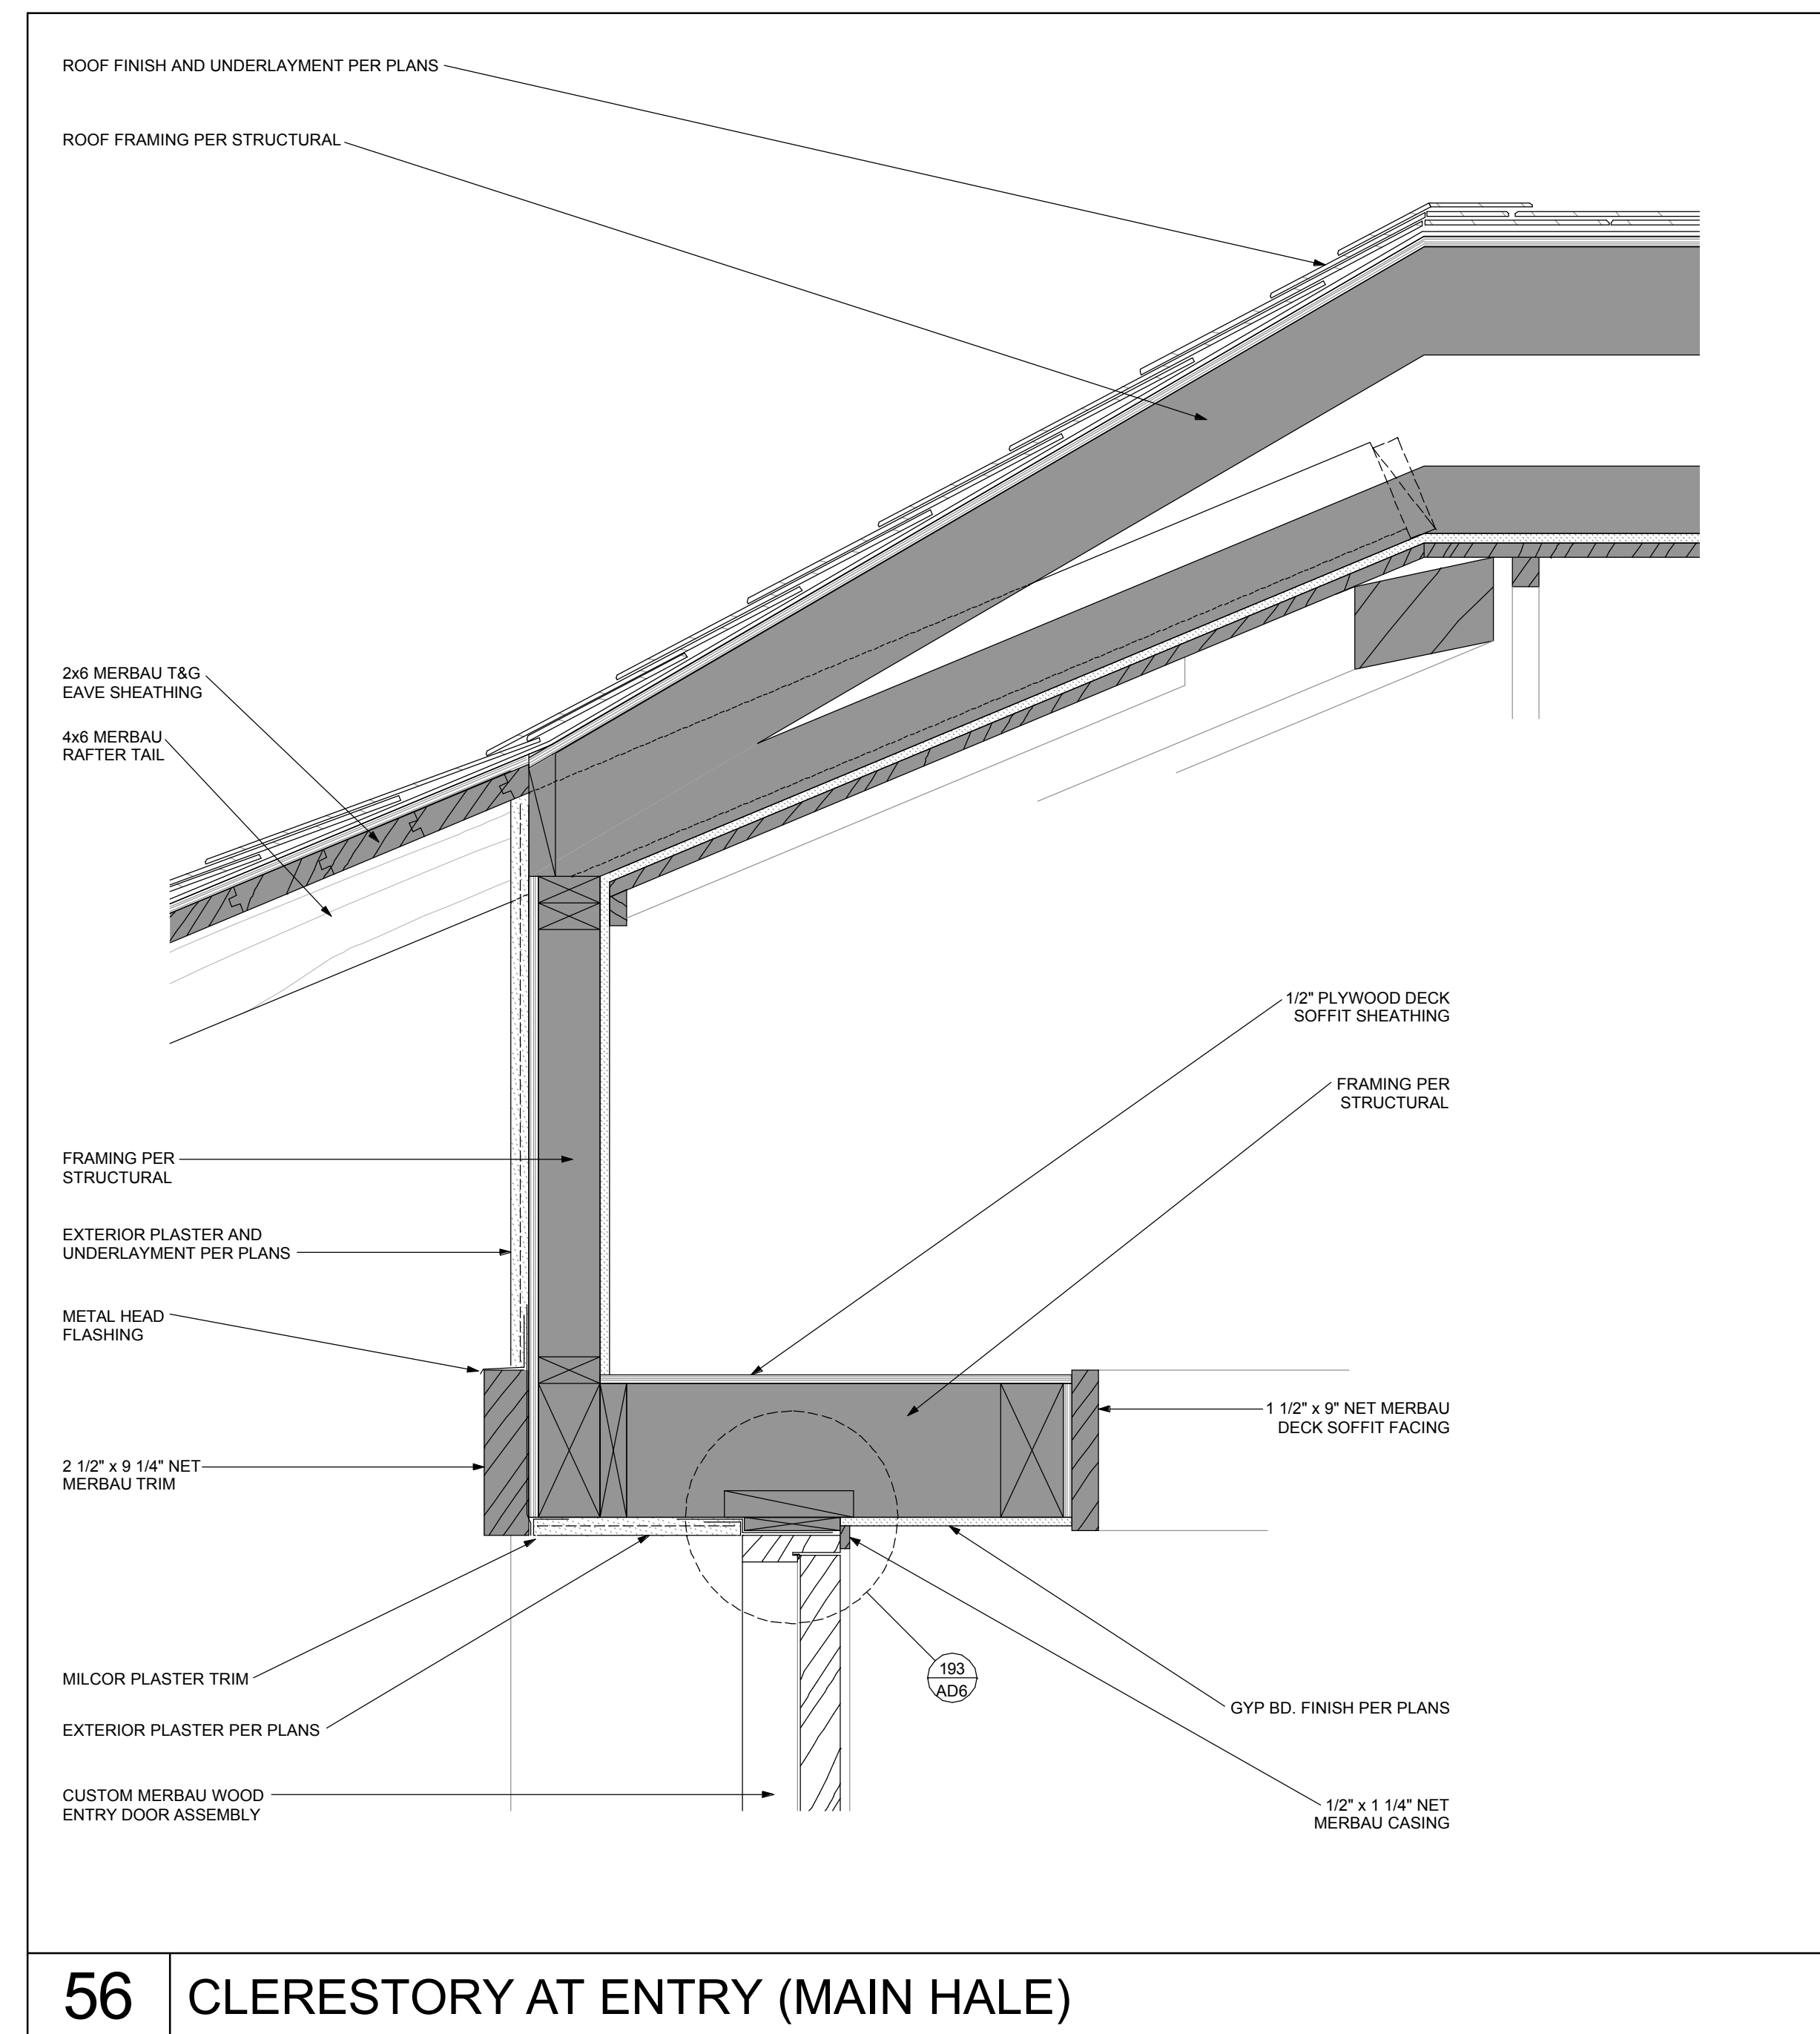 ROOF FINISH AND UNDERLAYMENT PER PLANS
ROOF FRAMING PER STRUCTURAL
2x6 MERBAU T&G
EAVE SHEATHING
4x6 MERBAU
RAFTER TAIL
1/2" PLYWOOD DECK
SOFFIT SHEATHING
FRAMING PER
STRUCTURAL
FRAMING PER
STRUCTURAL
EXTERIOR PLASTER AND
UNDERLAYMENT PER PLANS
METAL HEAD
FLASHING
1 1/2" x 9" NET MERBAU
DECK SOFFIT FACING
2 1/2" x 9 1/4" NET
MERBAU TRIM
MILCOR PLASTER TRIM
193
AD6
GYP BD. FINISH PER PLANS
EXTERIOR PLASTER PER PLANS
CUSTOM MERBAU WOOD
ENTRY DOOR ASSEMBLY
1/2" x 1 1/4" NET
MERBAU CASING
56
CLERESTORY AT ENTRY (MAIN HALE)